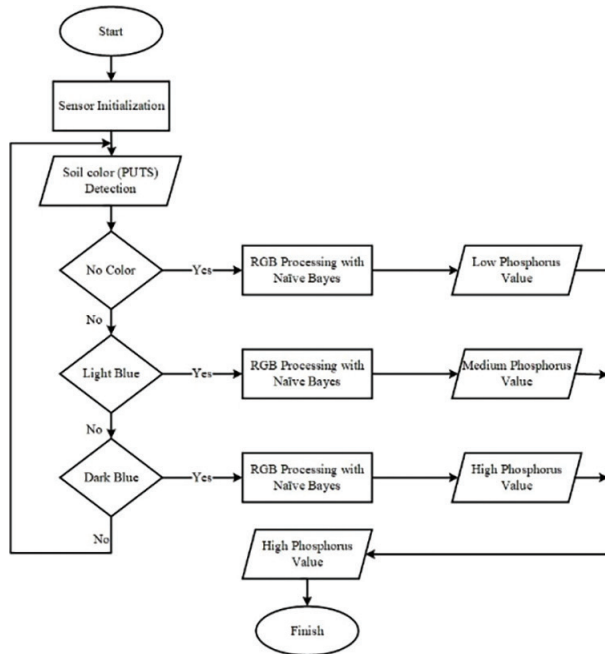 Start
Sensor Initialization
Soil color (PUTS)
Detection
No Color
Yes
RGB Processing with
Naïve Bayes
Low Phosphorus
Value
No
Light Blue
Yes
RGB Processing with
Naïve Bayes
Medium Phosphorus
Value
No
Dark Blue
Yes
RGB Processing with
Naïve Bayes
High Phosphorus
Value
No
High Phosphorus
Value
Finish